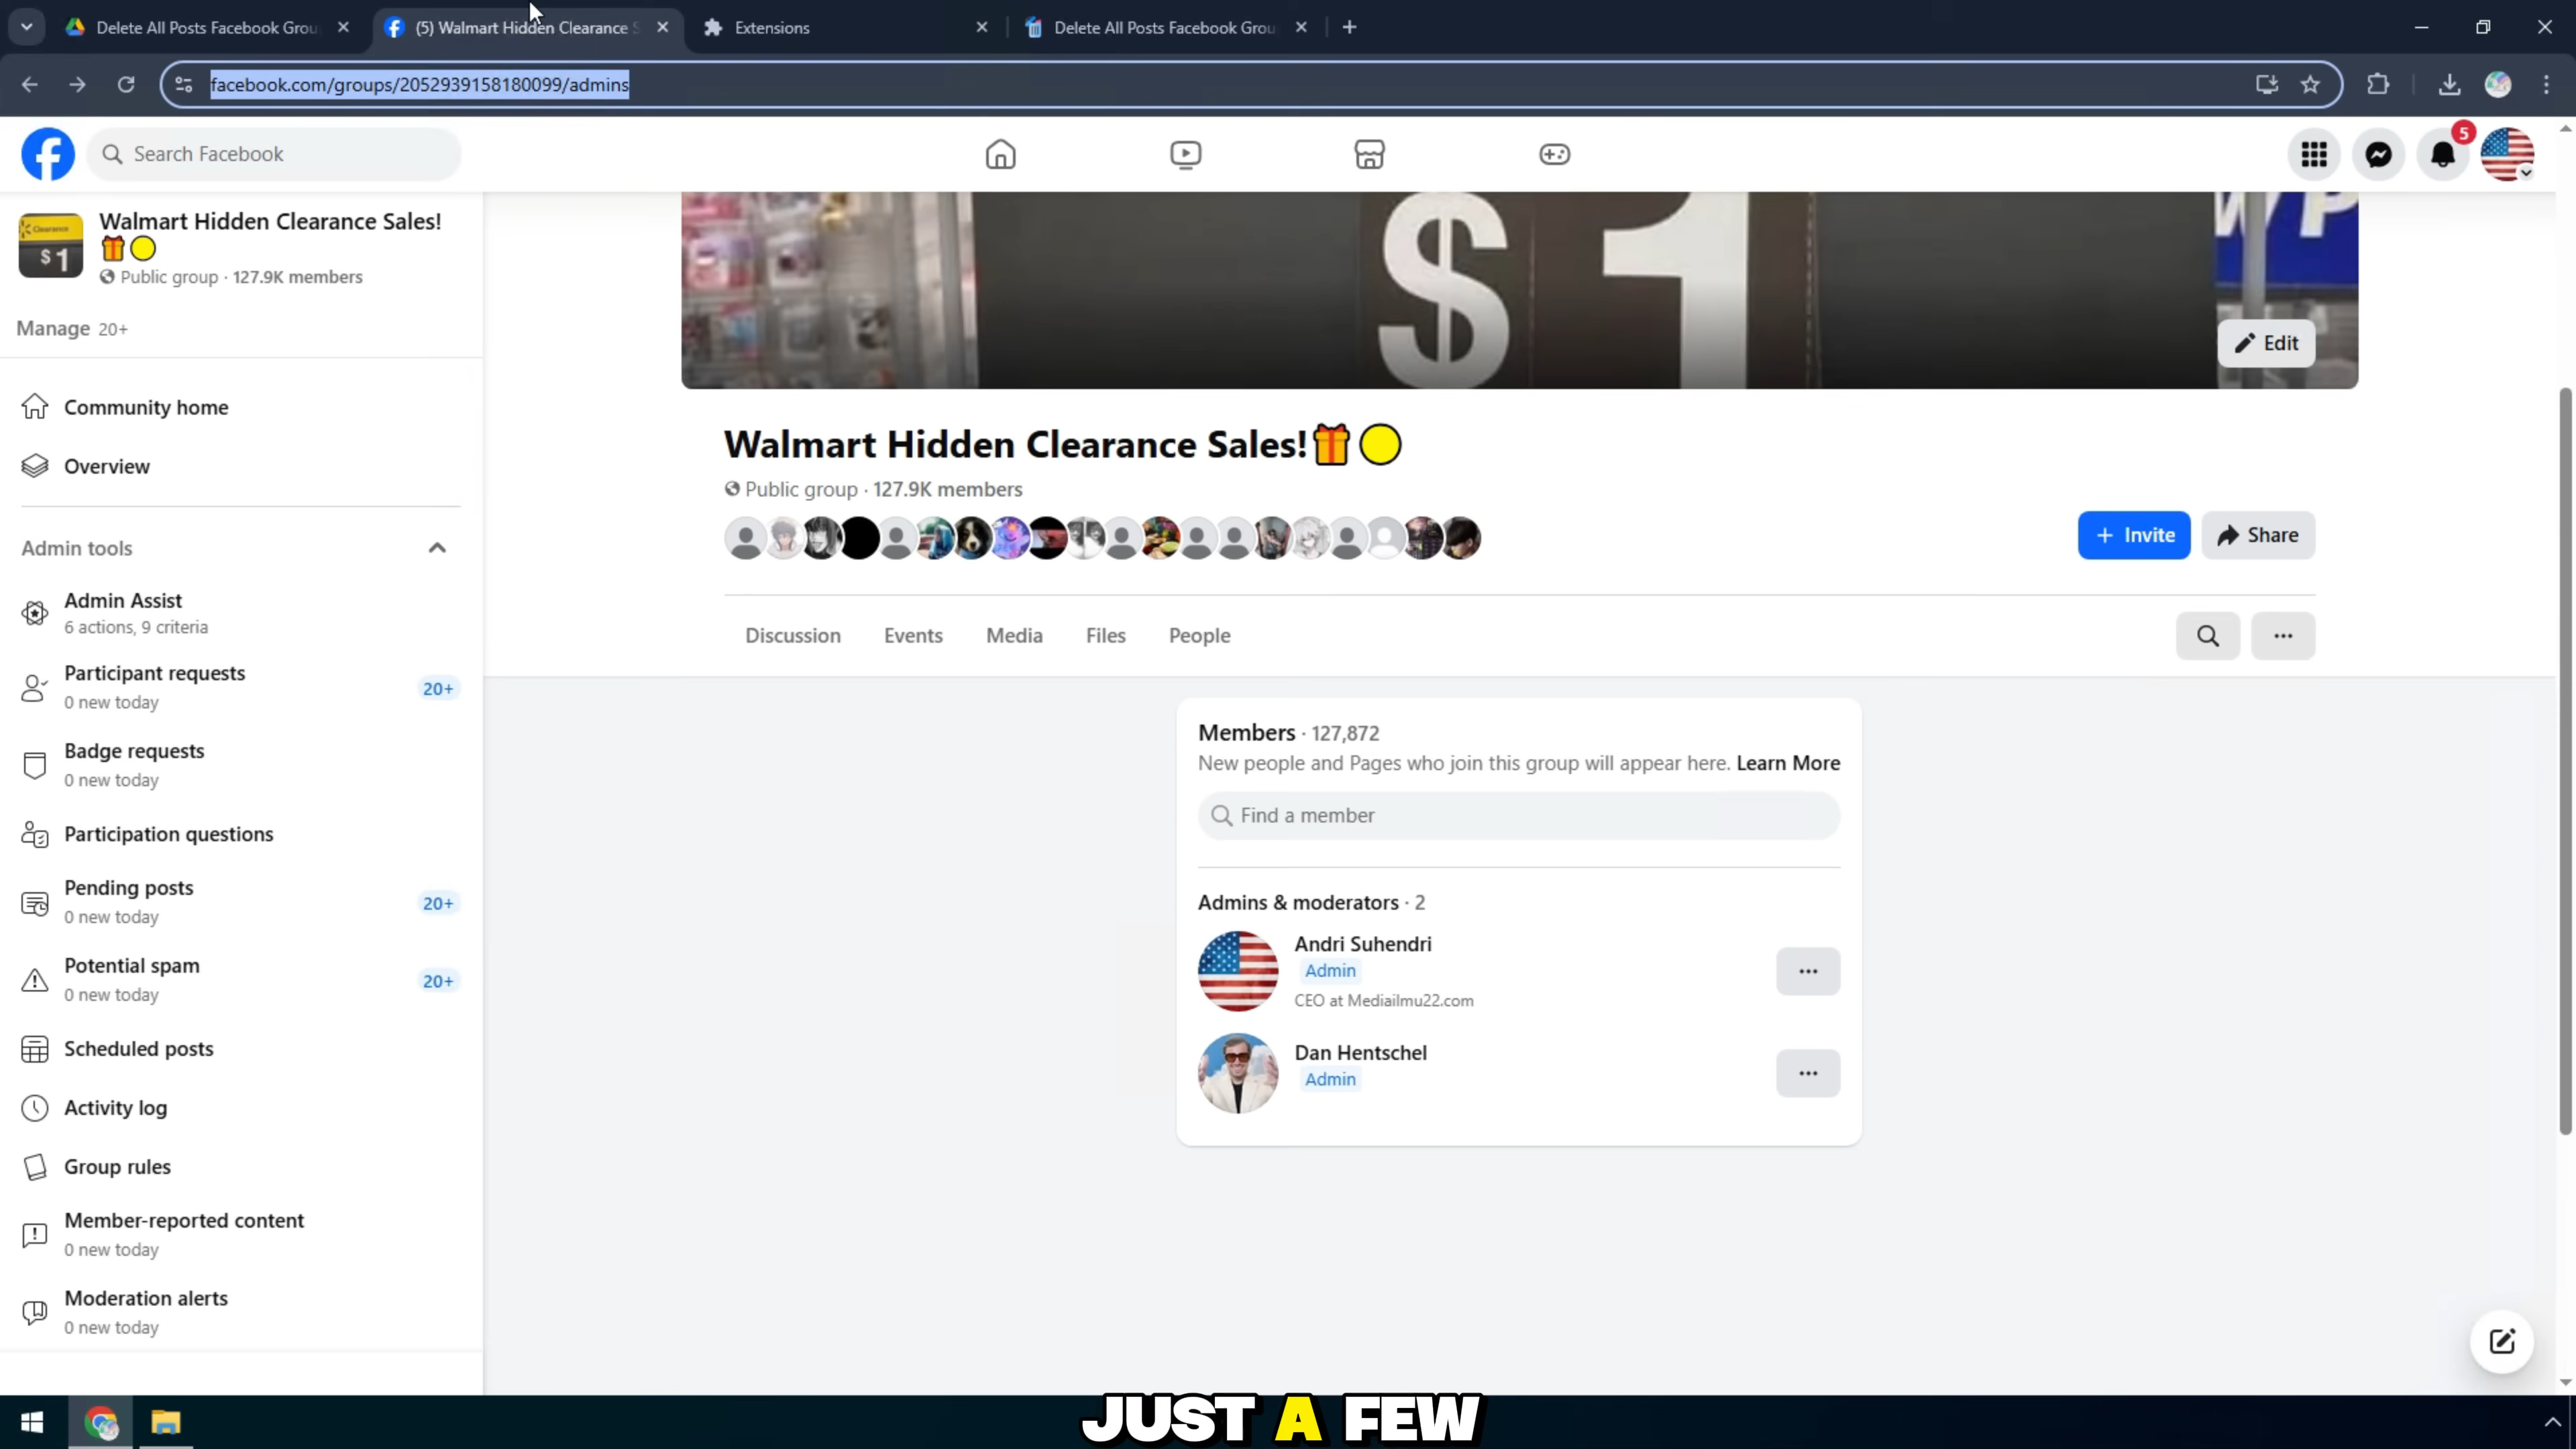 Delete All Posts Facebook Grou
(5) Walmart Hidden Clearance S
Extensions
Delete All Posts Facebook Grou
facebook.com/groups/2052939158180099/admins
Search Facebook
5
Walmart Hidden Clearance Sales!
🎁🟡
Public group · 127.9K members
Manage 20+
Community home
Overview
Admin tools
Admin Assist
6 actions, 9 criteria
Participant requests
0 new today
20+
Badge requests
0 new today
Participation questions
Pending posts
0 new today
20+
Potential spam
0 new today
20+
Scheduled posts
Activity log
Group rules
Member-reported content
0 new today
Moderation alerts
0 new today
Clearance
$1
$1
WP
Edit
Walmart Hidden Clearance Sales!🎁🟡
Public group · 127.9K members
+ Invite
Share
Discussion
Events
Media
Files
People
Members · 127,872
New people and Pages who join this group will appear here. Learn More
Find a member
Admins & moderators · 2
Andri Suhendri
Admin
CEO at Mediailmu22.com
Dan Hentschel
Admin
JUST A FEW